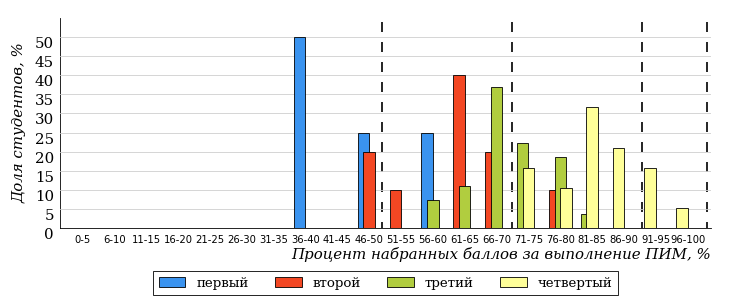 Доля студентов, %
50
45
40
35
30
25
20
15
10
5
0
0-5 6-10 11-15 16-20 21-25 26-30 31-35 36-40 41-45 46-50 51-55 56-60 61-65 66-70 71-75 76-80 81-85 86-90 91-95 96-100
Процент набранных баллов за выполнение ПИМ, %
первый второй третий четвертый